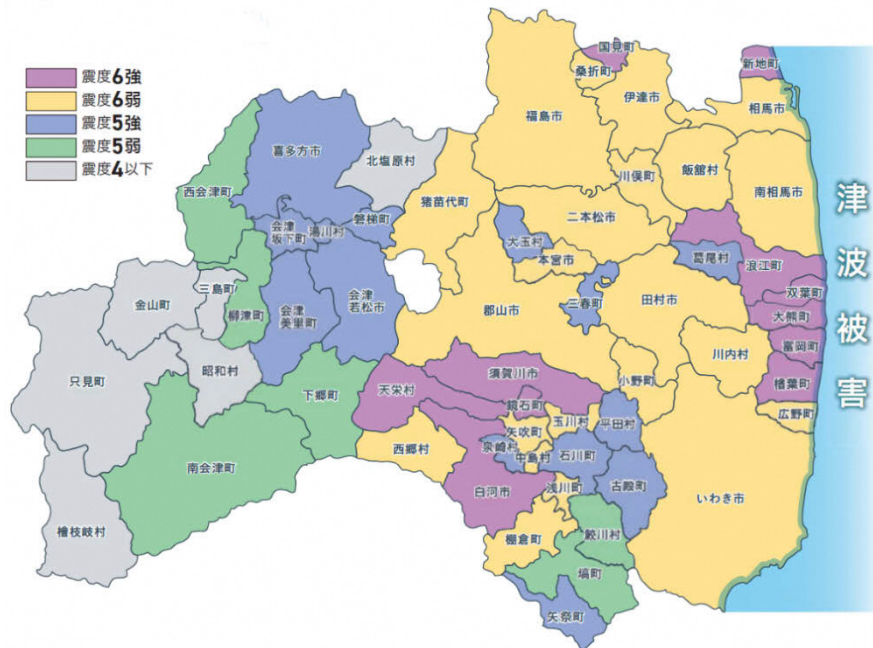 震度6強
震度6弱
震度5強
震度5弱
震度4以下
国見町
桑折町
伊達市
新地町
相馬市
福島市
喜多方市
北塩原村
西会津町
猪苗代町
川俣町
飯舘村
南相馬市
二本松市
会津
坂下町
湯川村
磐梯町
大玉村
本宮市
葛尾村
浪江町
双葉町
大熊町
三島町
金山町
柳津町
会津
美里町
会津
若松市
郡山市
三春町
田村市
川内村
富岡町
楢葉町
只見町
昭和村
下郷町
天栄村
須賀川市
鏡石町
小野町
広野町
玉川村
平田村
矢吹町
西郷村
泉崎村
中島村
石川町
南会津町
白河市
浅川町
古殿町
いわき市
檜枝岐村
棚倉町
鮫川村
塙町
矢祭町
津波被害